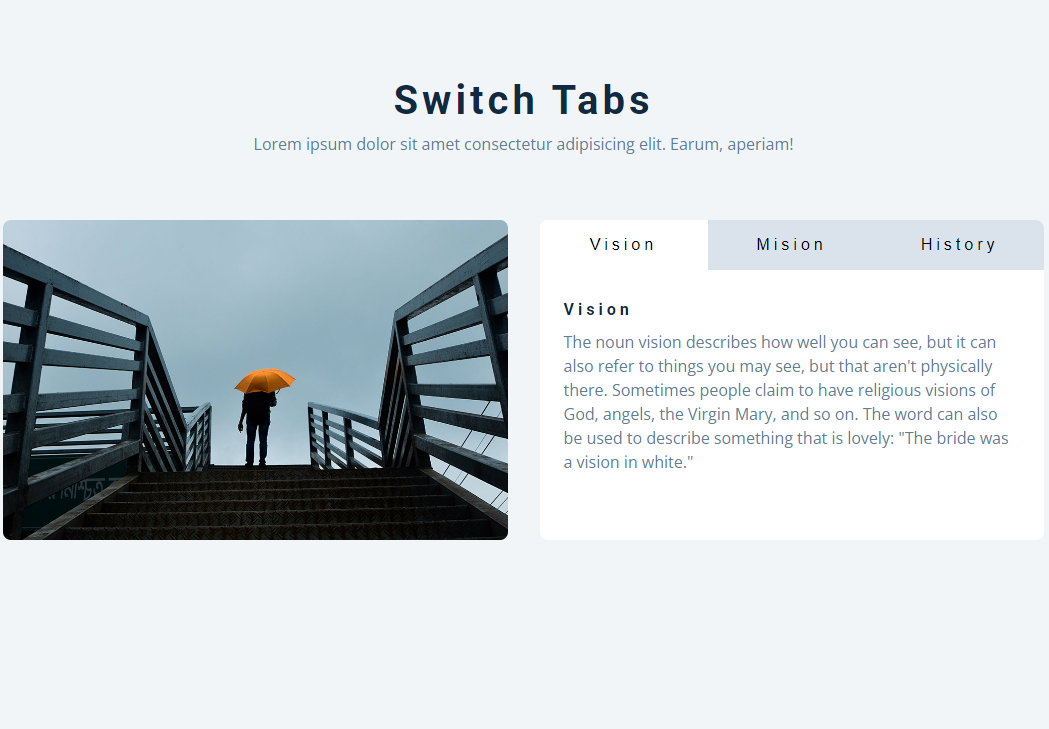 Switch Tabs
Lorem ipsum dolor sit amet consectetur adipisicing elit. Earum, aperiam!
Vision
Mision
History
Vision
The noun vision describes how well you can see, but it can
also refer to things you may see, but that aren't physically
there. Sometimes people claim to have religious visions of
God, angels, the Virgin Mary, and so on. The word can also
be used to describe something that is lovely: "The bride was
a vision in white."